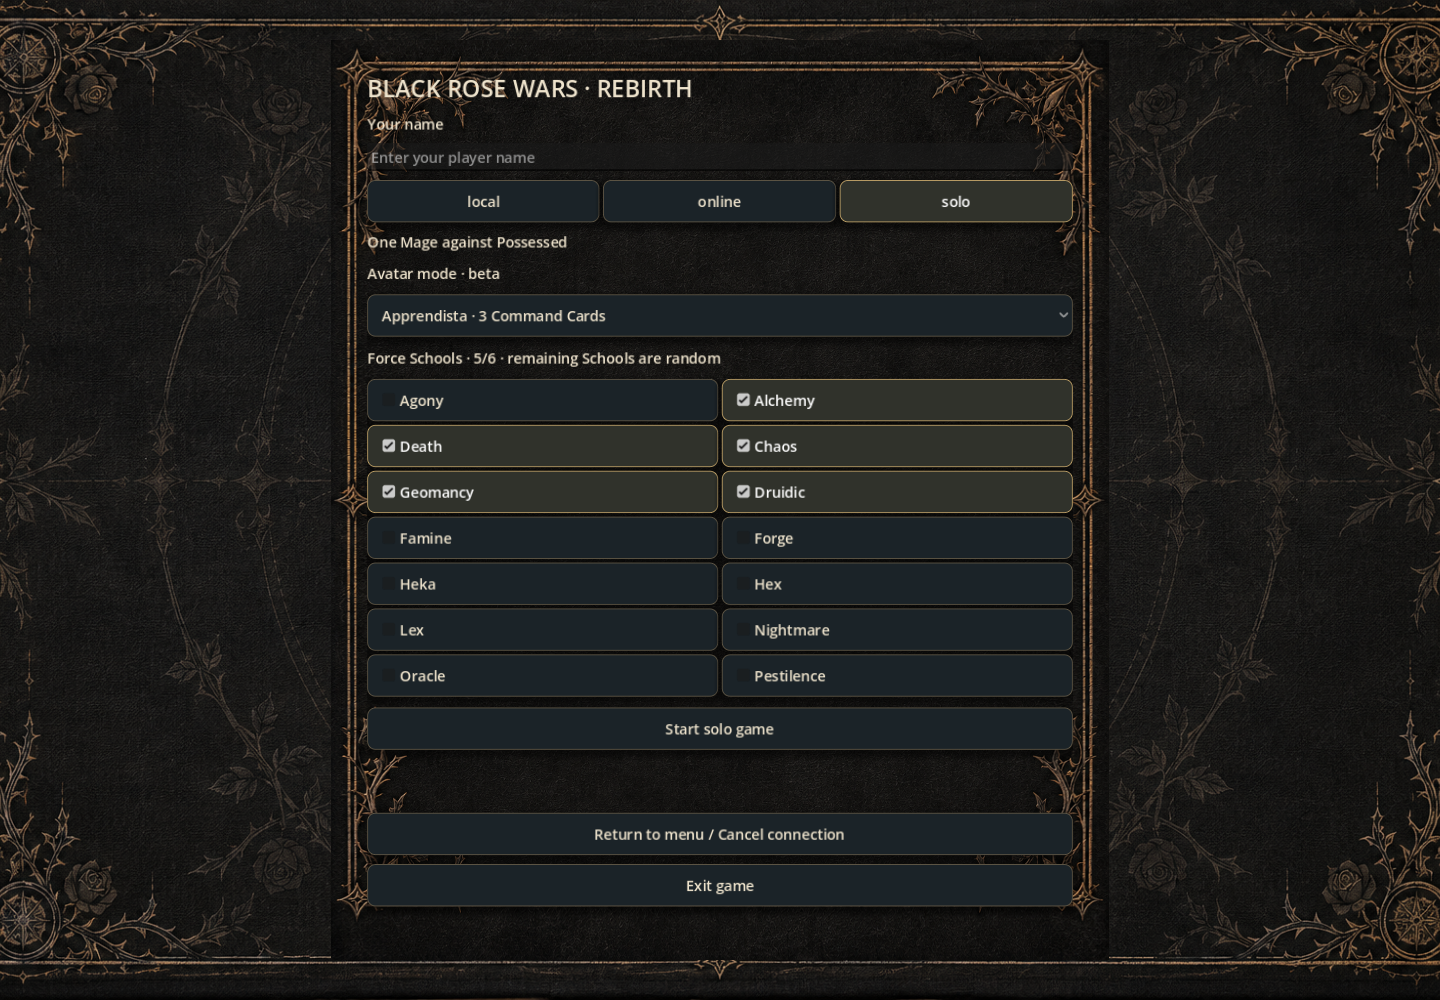 BLACK ROSE WARS · REBIRTH
Your name
Enter your player name
local online solo
One Mage against Possessed
Avatar mode · beta
Apprendista · 3 Command Cards
Force Schools · 5/6 · remaining Schools are random
Agony Alchemy
Death Chaos
Geomancy Druidic
Famine Forge
Heka Hex
Lex Nightmare
Oracle Pestilence
Start solo game
Return to menu / Cancel connection
Exit game